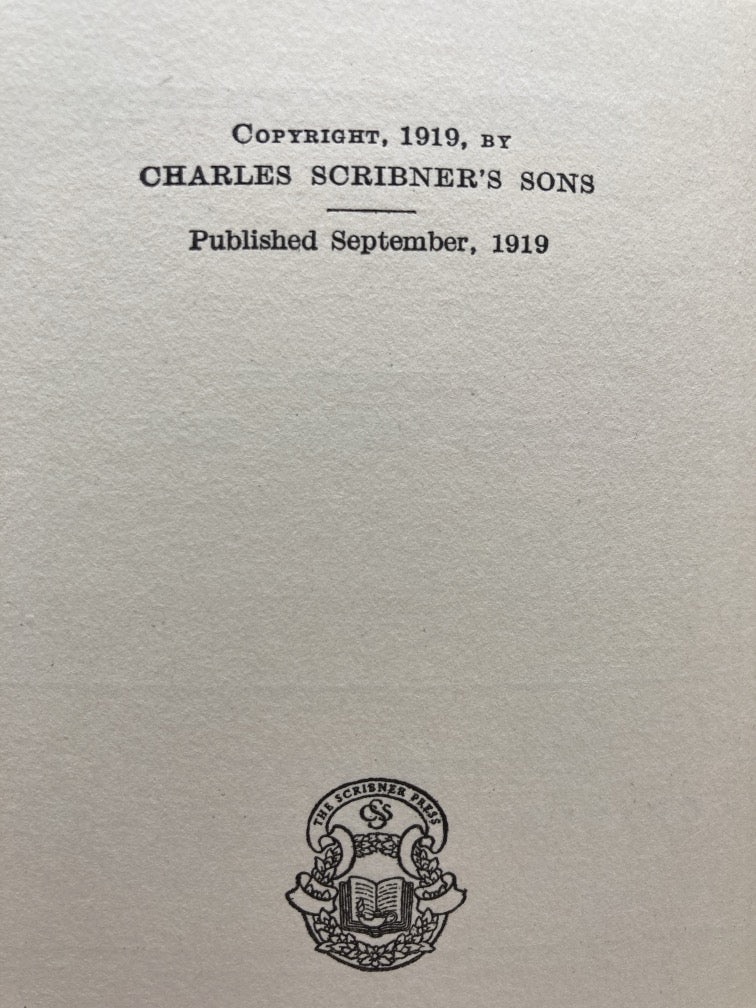 COPYRIGHT, 1919, BY
CHARLES SCRIBNER'S SONS
Published September, 1919
THE SCRIBNER PRESS
CSS